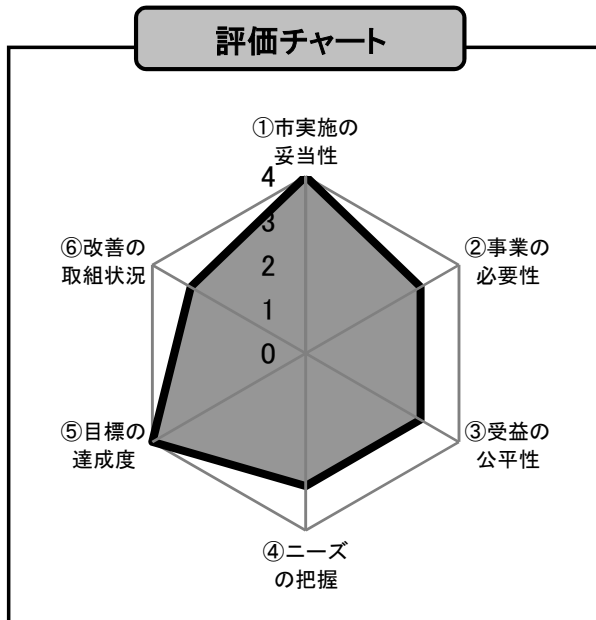 評価チャート
①市実施の
妥当性
4
3
2
1
0
②事業の
必要性
③受益の
公平性
④ニーズ
の把握
⑤目標の
達成度
⑥改善の
取組状況